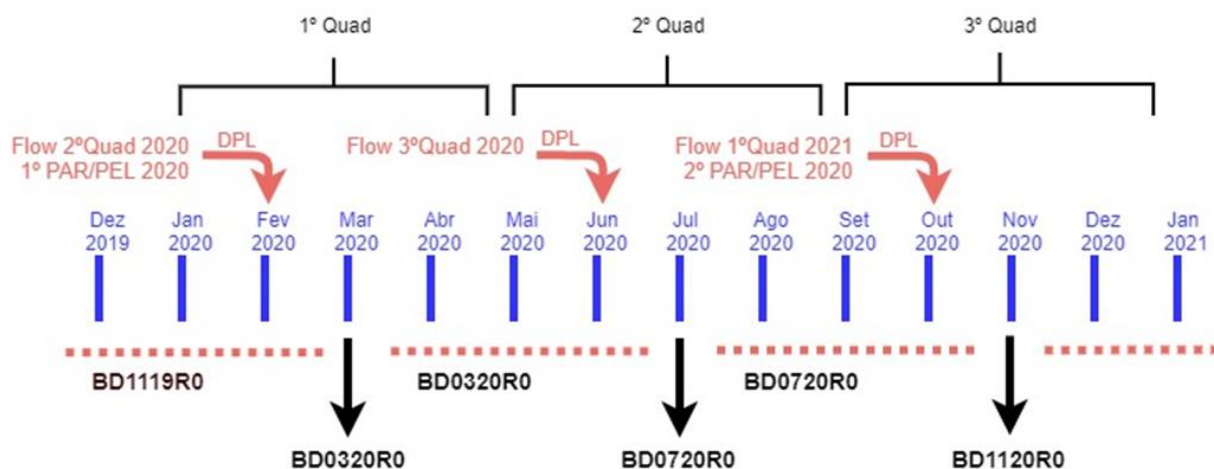 1º Quad
2º Quad
3º Quad
Flow 2ºQuad 2020
1º PAR/PEL 2020
DPL
Flow 3ºQuad 2020
DPL
Flow 1ºQuad 2021
2º PAR/PEL 2020
DPL
Dez
2019
Jan
2020
Fev
2020
Mar
2020
Abr
2020
Mai
2020
Jun
2020
Jul
2020
Ago
2020
Set
2020
Out
2020
Nov
2020
Dez
2020
Jan
2021
BD1119R0
BD0320R0
BD0720R0
BD0320R0
BD0720R0
BD1120R0